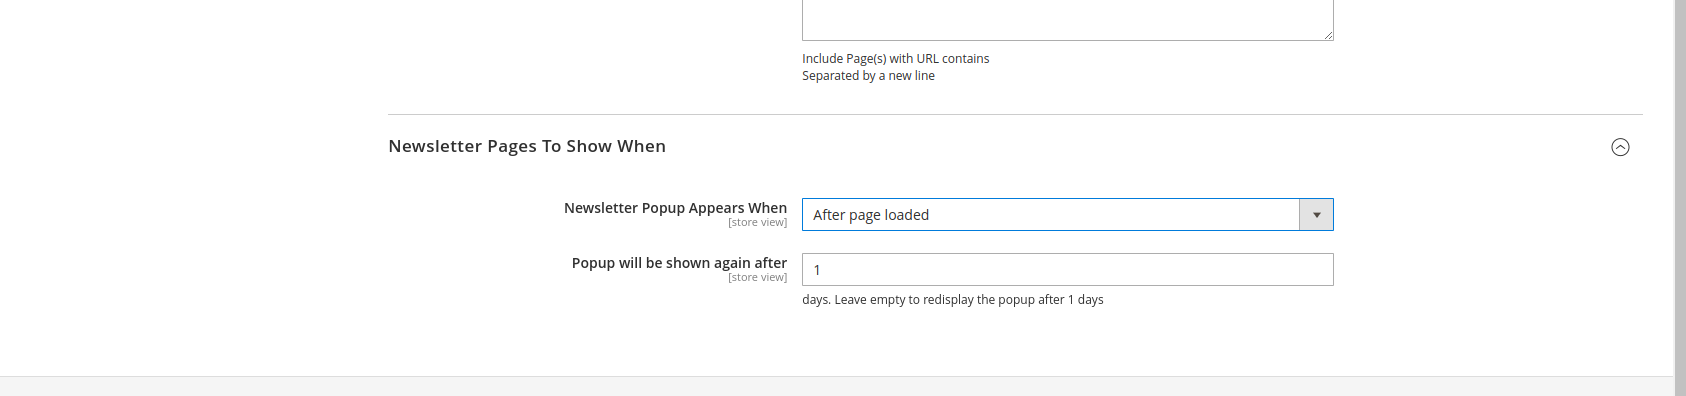 Include Page(s) with URL contains
Separated by a new line
Newsletter Pages To Show When
Newsletter Popup Appears When
[store view]
After page loaded
Popup will be shown again after
[store view]
1
days. Leave empty to redisplay the popup after 1 days